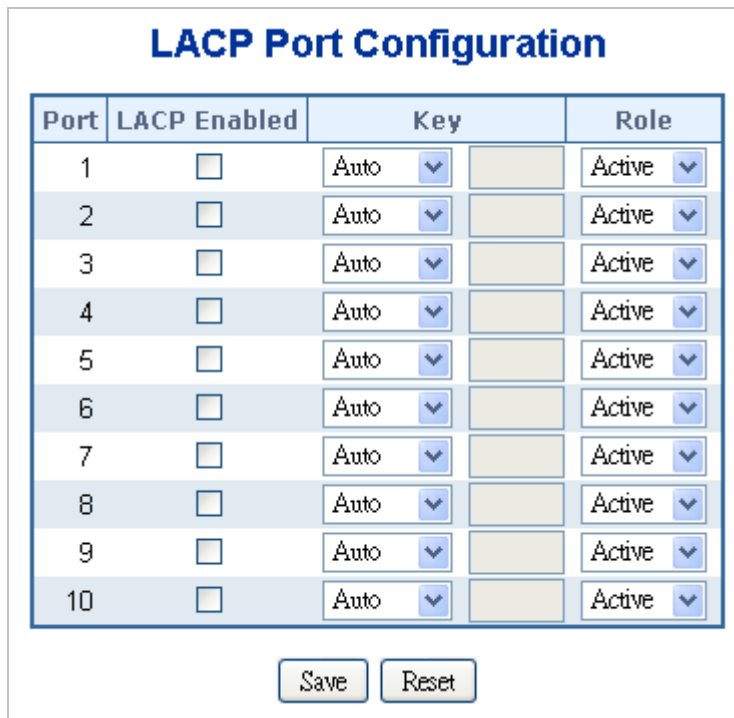 LACP Port Configuration
Port LACP Enabled Key Role
1 Auto Active
2 Auto Active
3 Auto Active
4 Auto Active
5 Auto Active
6 Auto Active
7 Auto Active
8 Auto Active
9 Auto Active
10 Auto Active
Save Reset